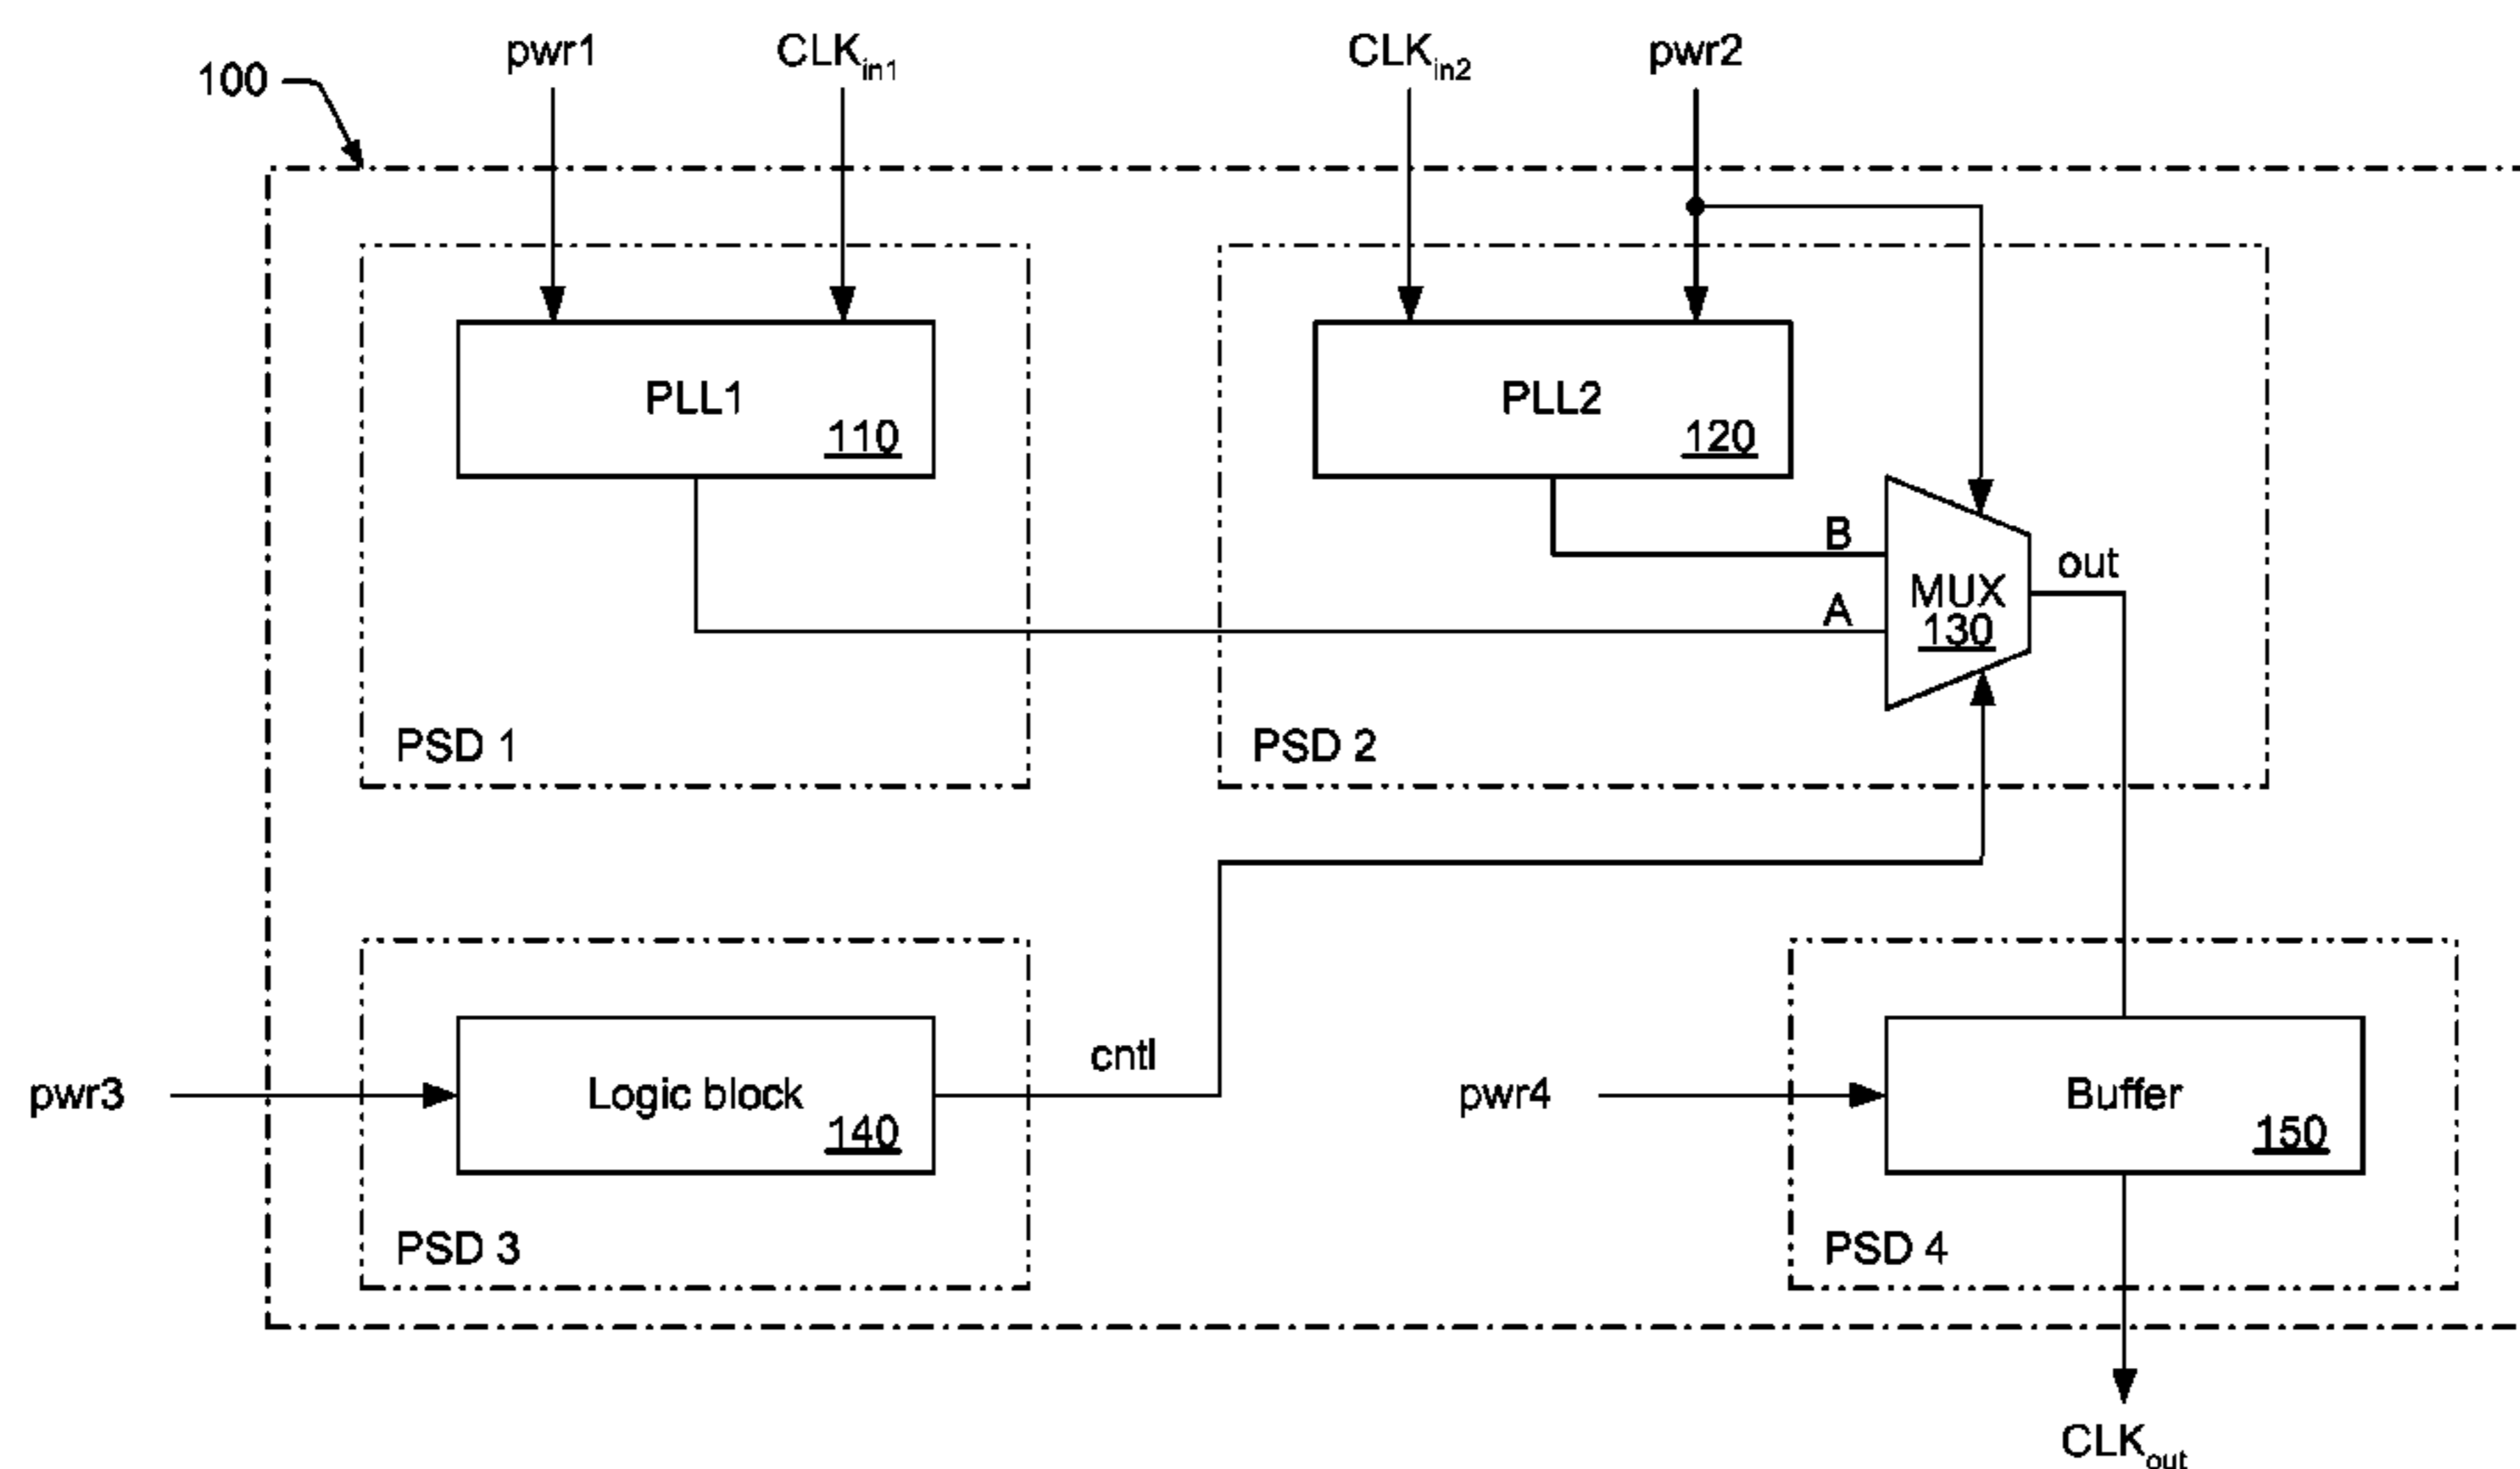 100
pwr1
CLKin1
CLKin2
pwr2
PLL1
110
PLL2
120
B
A
MUX
130
out
PSD 1
PSD 2
cntl
pwr3
Logic block
140
pwr4
Buffer
150
PSD 3
PSD 4
CLKout